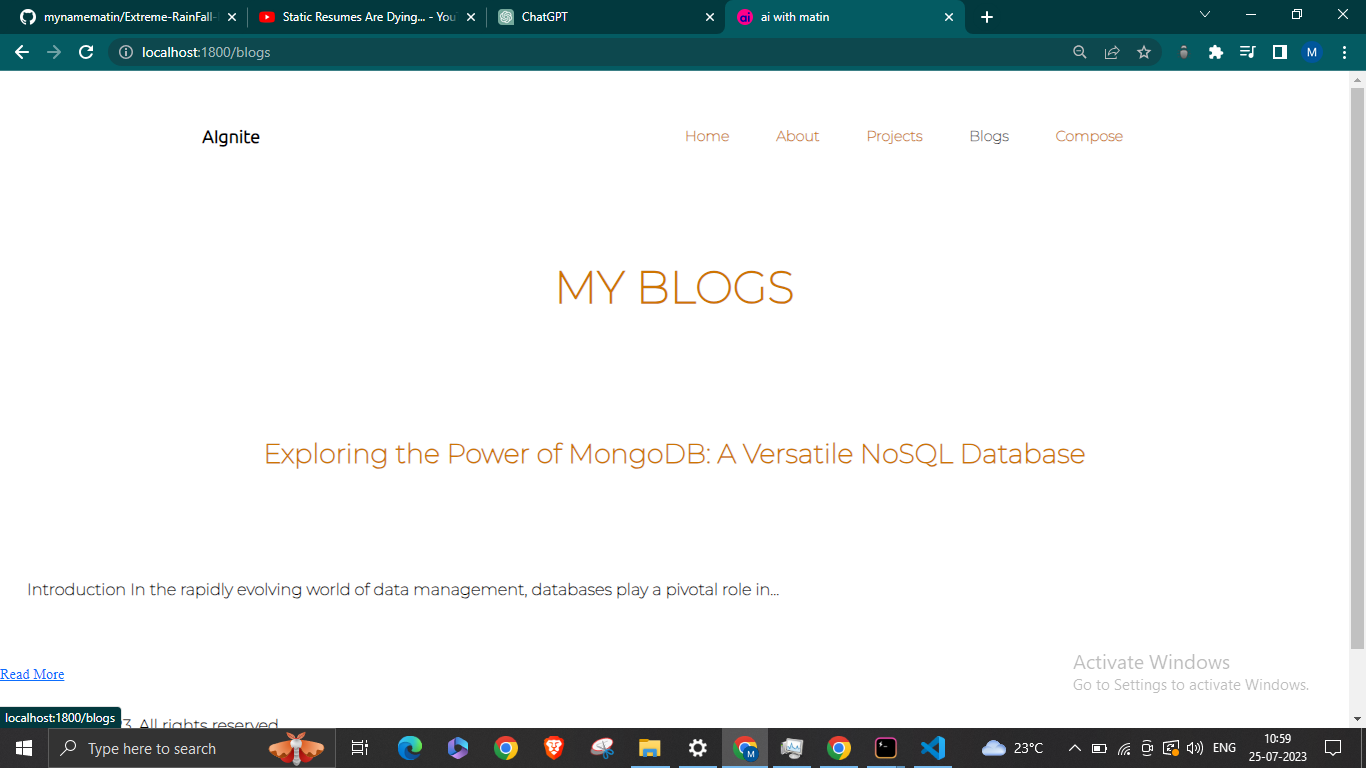 mynamematin/Extreme-RainFall-
Static Resumes Are Dying... - You
ChatGPT
ai with matin
localhost:1800/blogs
M
AIgnite
Home
About
Projects
Blogs
Compose
MY BLOGS
Exploring the Power of MongoDB: A Versatile NoSQL Database
Introduction In the rapidly evolving world of data management, databases play a pivotal role in...
Read More
Activate Windows
Go to Settings to activate Windows.
localhost:1800/blogs
3. All rights reserved
Type here to search
M
23°C
ENG
10:59
25-07-2023